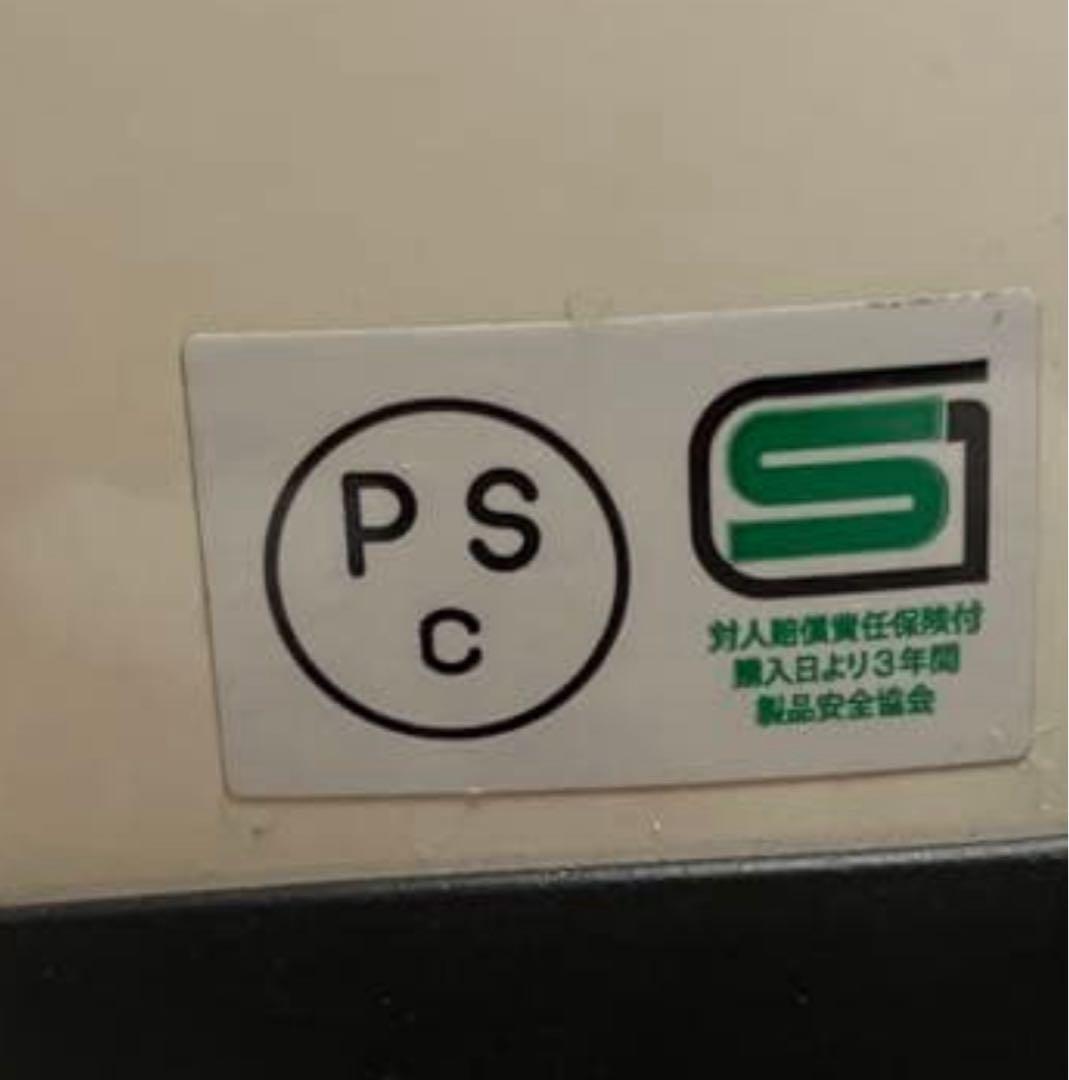 P S
C
SG
対人賠償責任保険付
購入日より3年間
製品安全協会